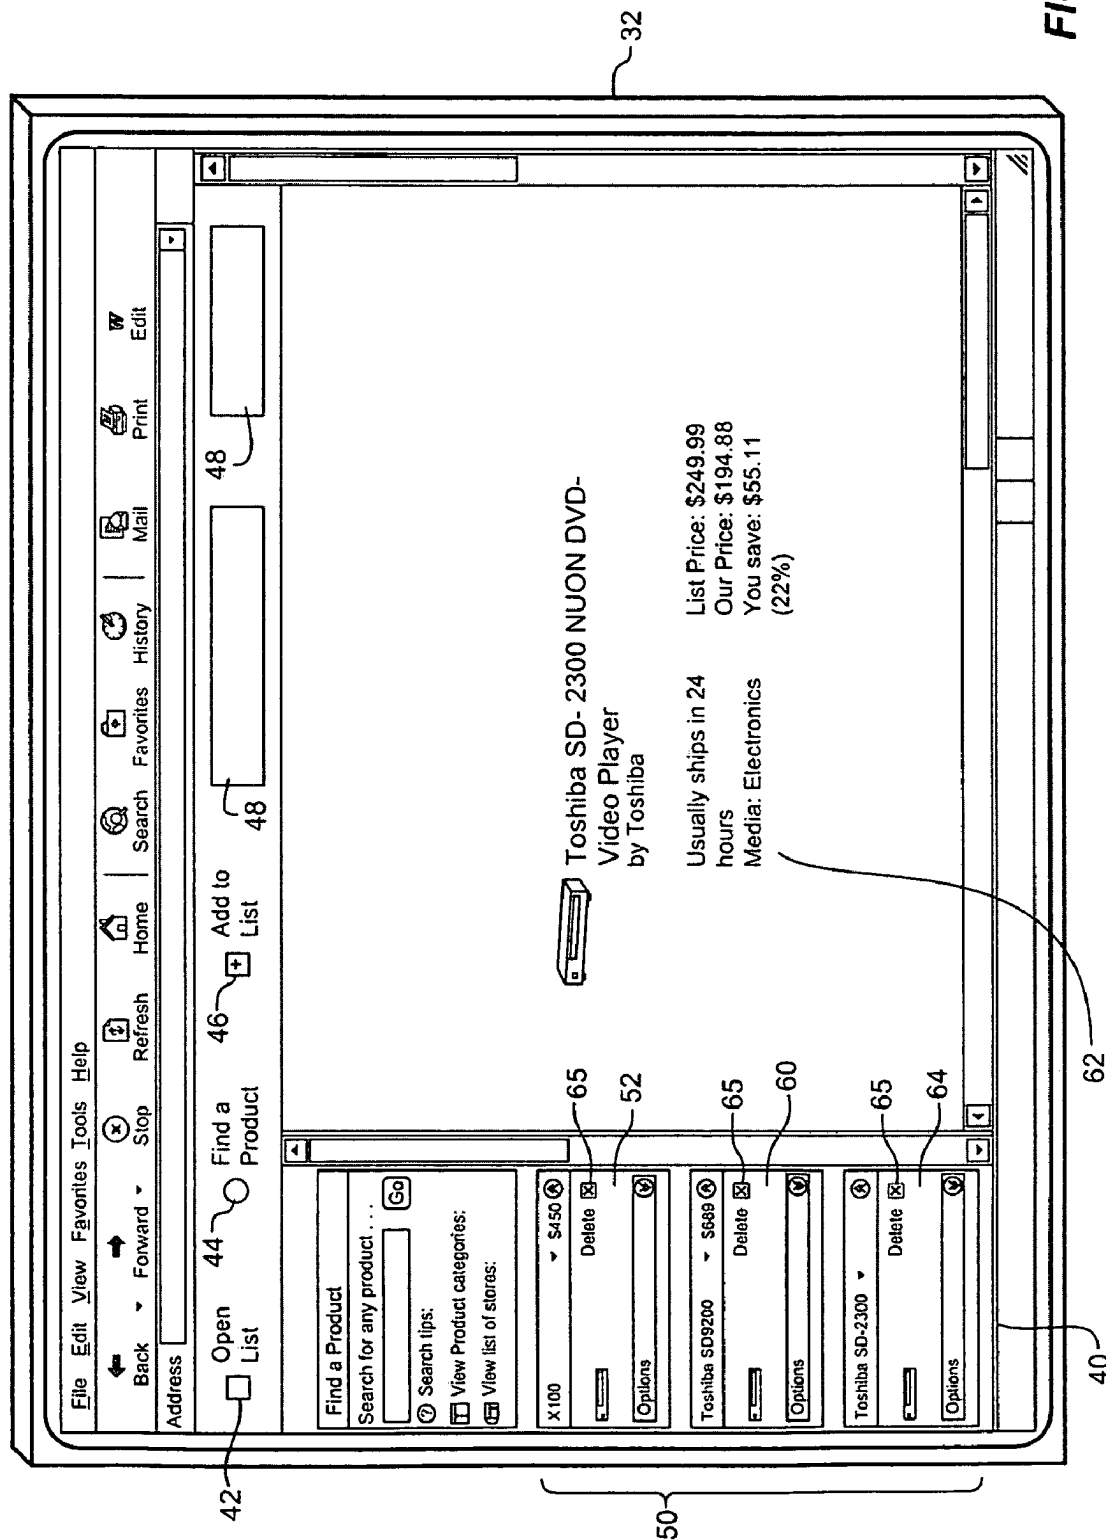 File Edit View Favorites Tools Help
Back Forward Stop Refresh Home Search Favorites History Mail Print Edit
Address
42
Open List
44
Find a Product
46
Add to List
48
48
32
Find a Product
Search for any product . . .
Go
? Search tips:
View Product categories:
View list of stores:
X100 $450
Delete
Options
65
52
Toshiba SD9200 $689
Delete
Options
65
60
Toshiba SD-2300
Delete
Options
65
64
50
40
Toshiba SD- 2300 NUON DVD-
Video Player
by Toshiba
Usually ships in 24
hours
Media: Electronics
List Price: $249.99
Our Price: $194.88
You save: $55.11
(22%)
62